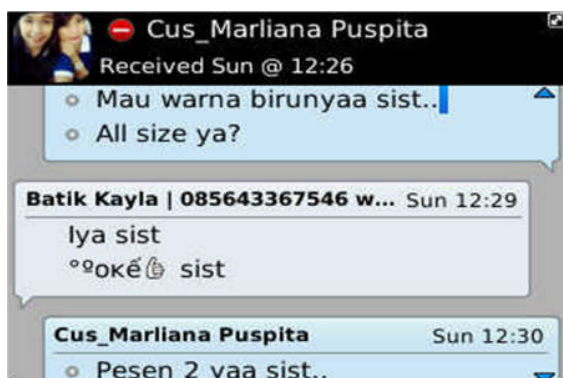 Cus_Marliana Puspita
Received Sun @ 12:26
Mau warna birunyaa sist..
All size ya?
Batik Kayla | 085643367546 w... Sun 12:29
Iya sist
°ºoĸế👍 sist
Cus_Marliana Puspita Sun 12:30
Pesen 2 yaa sist..